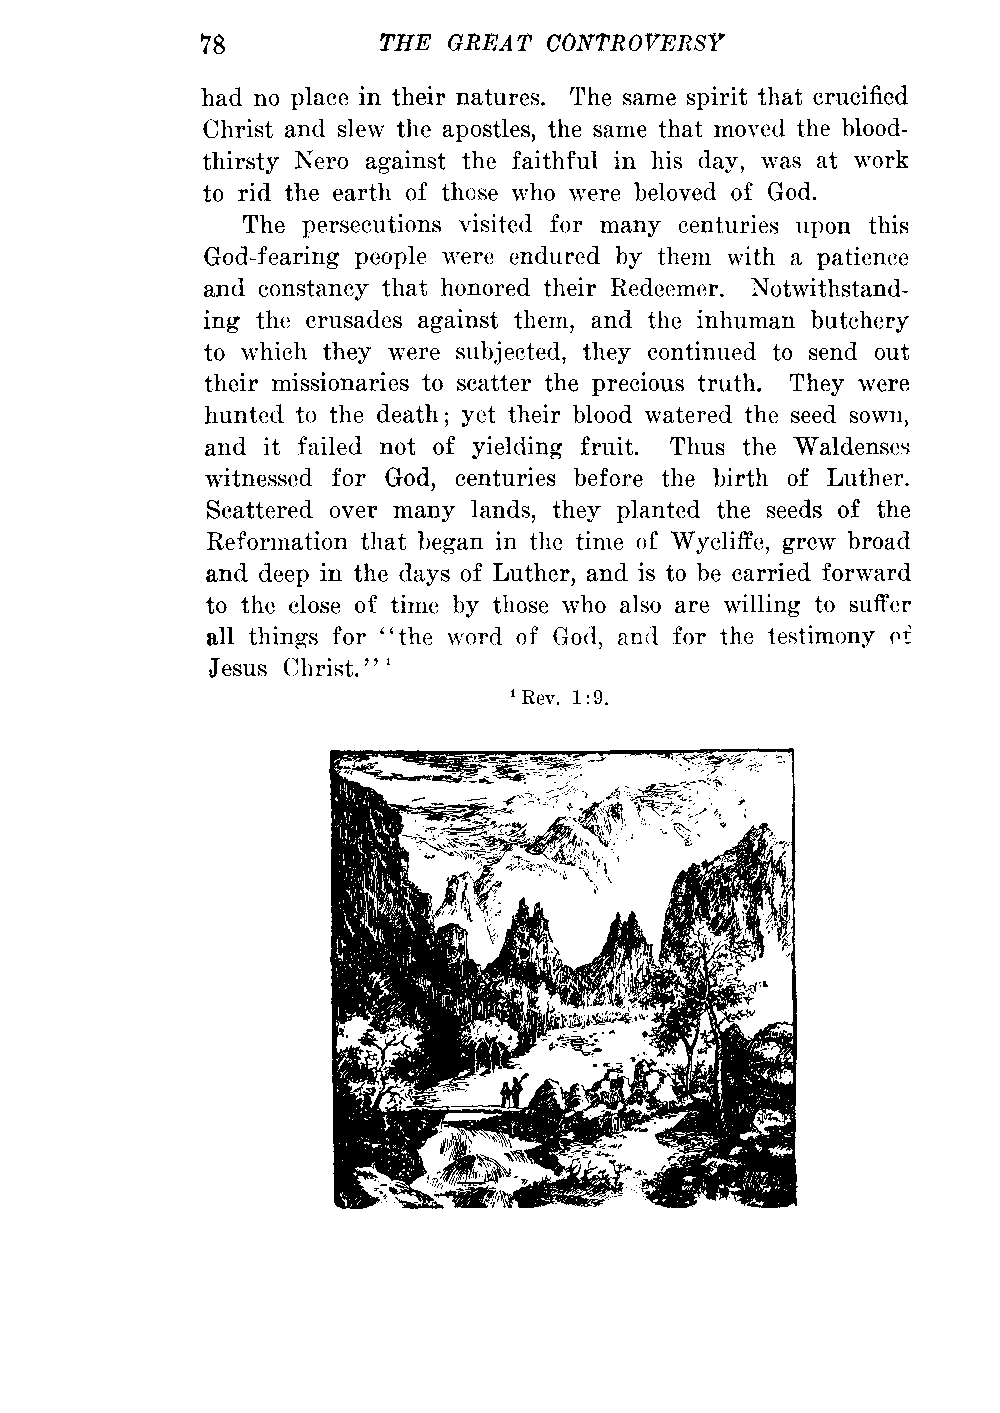 78 THE GREAT CONTROVERSY
had no place in their natures. The same spirit that crucified
Christ and slew the apostles, the same that moved the blood-
thirsty Nero against the faithful in his day, was at work
to rid the earth of those who were beloved of God.
The persecutions visited for many centuries upon this
God-fearing people were endured by them with a patience
and constancy that honored their Redeemer. Notwithstand-
ing the crusades against them, and the inhuman butchery
to which they were subjected, they continued to send out
their missionaries to scatter the precious truth. They were
hunted to the death; yet their blood watered the seed sown,
and it failed not of yielding fruit. Thus the Waldenses
witnessed for God, centuries before the birth of Luther.
Scattered over many lands, they planted the seeds of the
Reformation that began in the time of Wycliffe, grew broad
and deep in the days of Luther, and is to be carried forward
to the close of time by those who also are willing to suffer
all things for "the word of God, and for the testimony of
Jesus Christ." ¹
¹ Rev. 1:9.